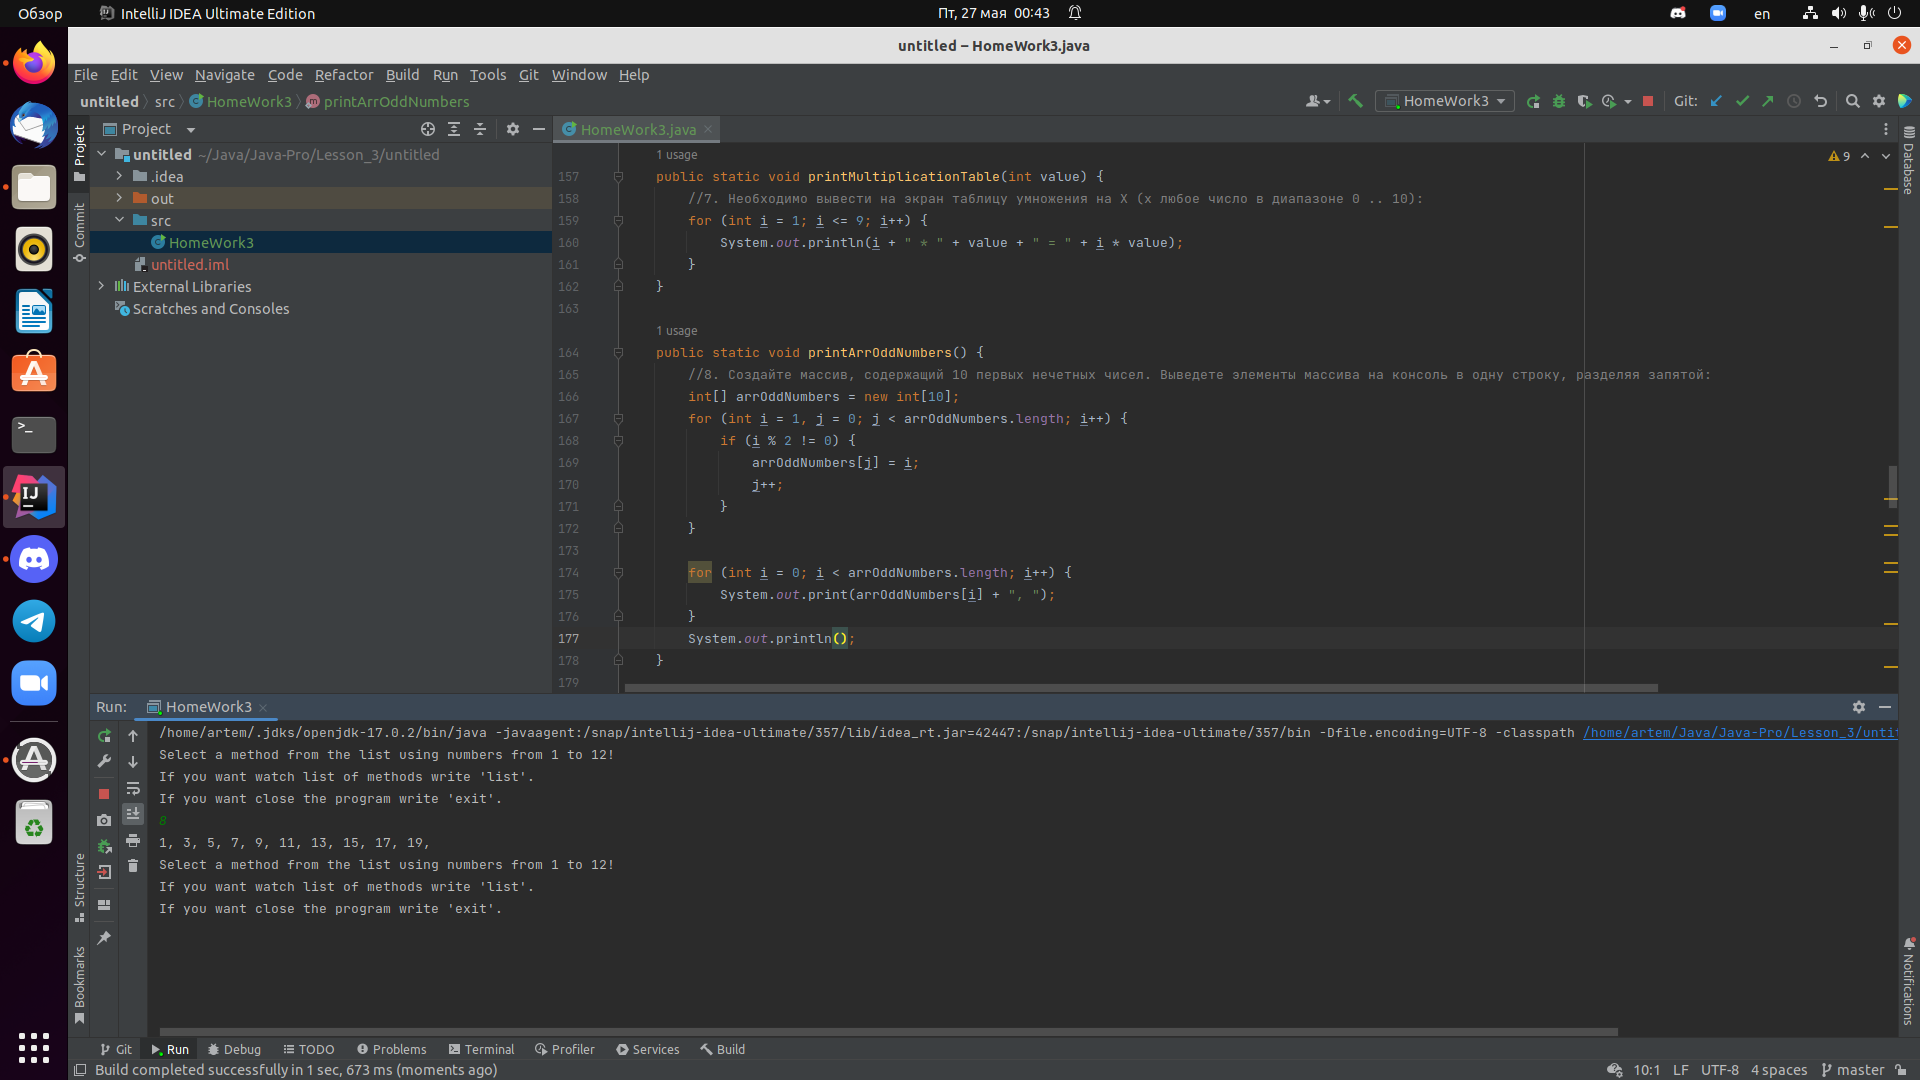 Обзор
IntelliJ IDEA Ultimate Edition
Пт, 27 мая 00:43
en
untitled – HomeWork3.java
File Edit View Navigate Code Refactor Build Run Tools Git Window Help
untitled src HomeWork3 printArrOddNumbers
HomeWork3
Git:
Project
HomeWork3.java
untitled ~/Java/Java-Pro/Lesson_3/untitled
.idea
out
src
HomeWork3
untitled.iml
External Libraries
Scratches and Consoles
Project
Commit
Structure
Bookmarks
Database
Notifications
9
1 usage
157 public static void printMultiplicationTable(int value) {
158 //7. Необходимо вывести на экран таблицу умножения на X (x любое число в диапазоне 0 .. 10):
159 for (int i = 1; i <= 9; i++) {
160 System.out.println(i + " * " + value + " = " + i * value);
161 }
162 }
163
1 usage
164 public static void printArrOddNumbers() {
165 //8. Создайте массив, содержащий 10 первых нечетных чисел. Выведете элементы массива на консоль в одну строку, разделяя запятой:
166 int[] arrOddNumbers = new int[10];
167 for (int i = 1, j = 0; j < arrOddNumbers.length; i++) {
168 if (i % 2 != 0) {
169 arrOddNumbers[j] = i;
170 j++;
171 }
172 }
173
174 for (int i = 0; i < arrOddNumbers.length; i++) {
175 System.out.print(arrOddNumbers[i] + ", ");
176 }
177 System.out.println();
178 }
179
Run: HomeWork3
/home/artem/.jdks/openjdk-17.0.2/bin/java -javaagent:/snap/intellij-idea-ultimate/357/lib/idea_rt.jar=42447:/snap/intellij-idea-ultimate/357/bin -Dfile.encoding=UTF-8 -classpath /home/artem/Java/Java-Pro/Lesson_3/unti
Select a method from the list using numbers from 1 to 12!
If you want watch list of methods write 'list'.
If you want close the program write 'exit'.
8
1, 3, 5, 7, 9, 11, 13, 15, 17, 19,
Select a method from the list using numbers from 1 to 12!
If you want watch list of methods write 'list'.
If you want close the program write 'exit'.
Git Run Debug TODO Problems Terminal Profiler Services Build
Build completed successfully in 1 sec, 673 ms (moments ago)
10:1 LF UTF-8 4 spaces master